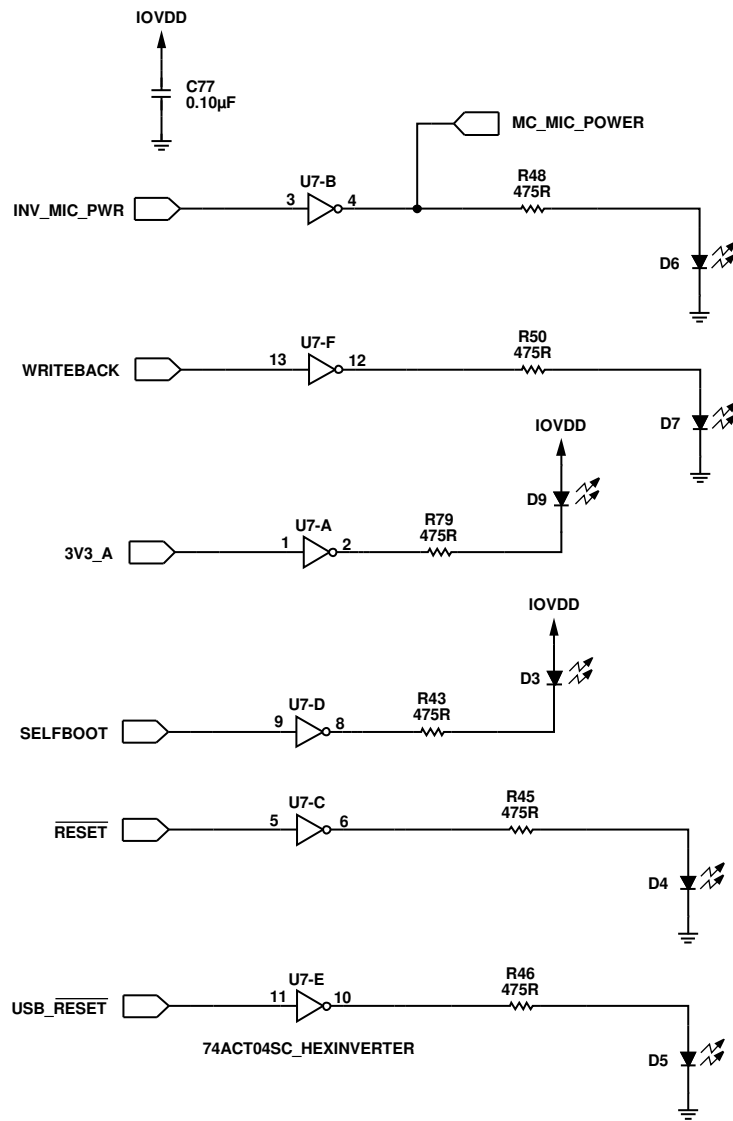 IOVDD
C77
0.10µF
MC_MIC_POWER
U7-B
R48
475R
INV_MIC_PWR
3
4
D6
U7-F
R50
475R
WRITEBACK
13
12
D7
IOVDD
D9
U7-A
R79
475R
3V3_A
1
2
IOVDD
D3
U7-D
R43
475R
SELFBOOT
9
8
U7-C
R45
475R
RESET
5
6
D4
U7-E
R46
475R
USB_RESET
11
10
74ACT04SC_HEXINVERTER
D5